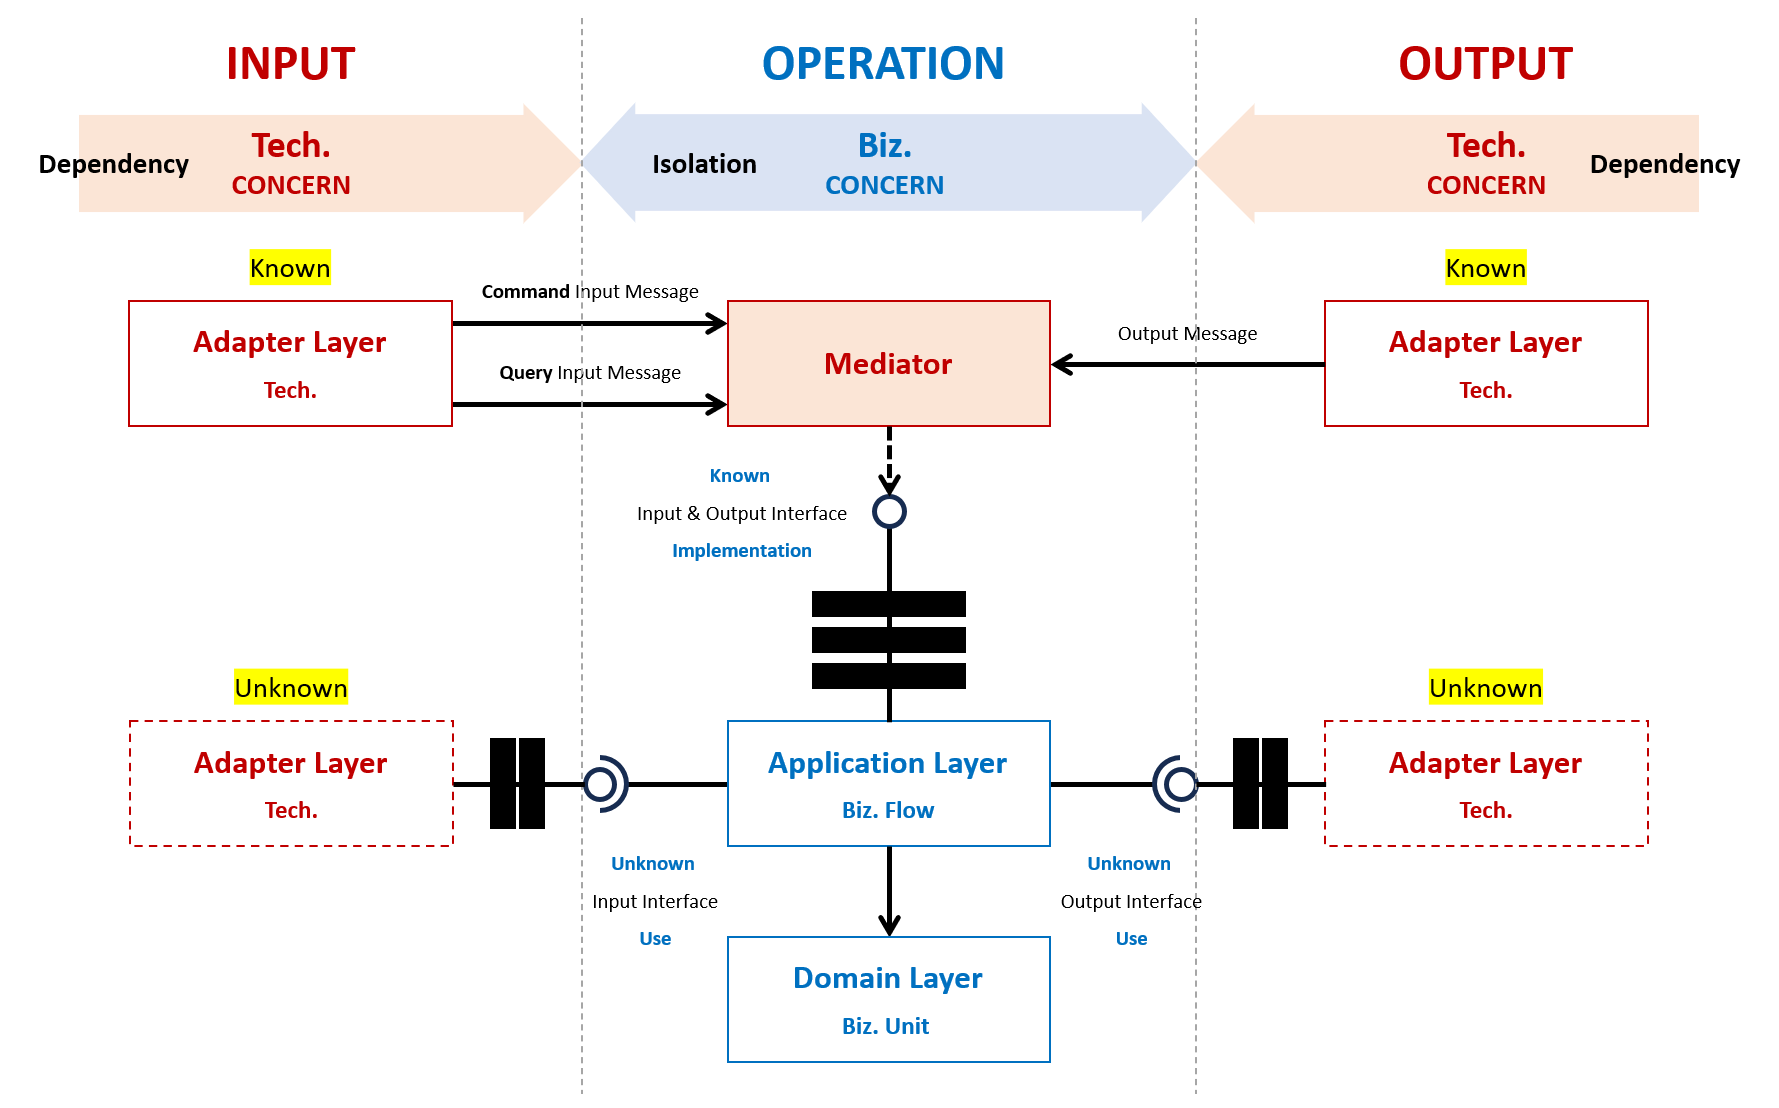 INPUT
OPERATION
OUTPUT
Dependency
Tech.
CONCERN
Isolation
Biz.
CONCERN
Tech.
CONCERN
Dependency
Known
Adapter Layer
Tech.
Command Input Message
Query Input Message
Mediator
Output Message
Known
Adapter Layer
Tech.
Known
Input & Output Interface
Implementation
Unknown
Adapter Layer
Tech.
Application Layer
Biz. Flow
Unknown
Adapter Layer
Tech.
Unknown
Input Interface
Use
Unknown
Output Interface
Use
Domain Layer
Biz. Unit